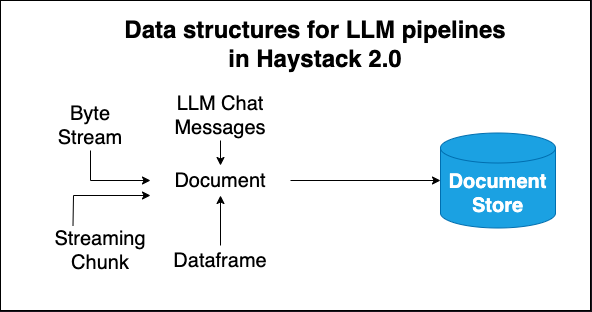 Data structures for LLM pipelines
in Haystack 2.0
Byte
Stream
LLM Chat
Messages
Document
Document
Store
Streaming
Chunk
Dataframe